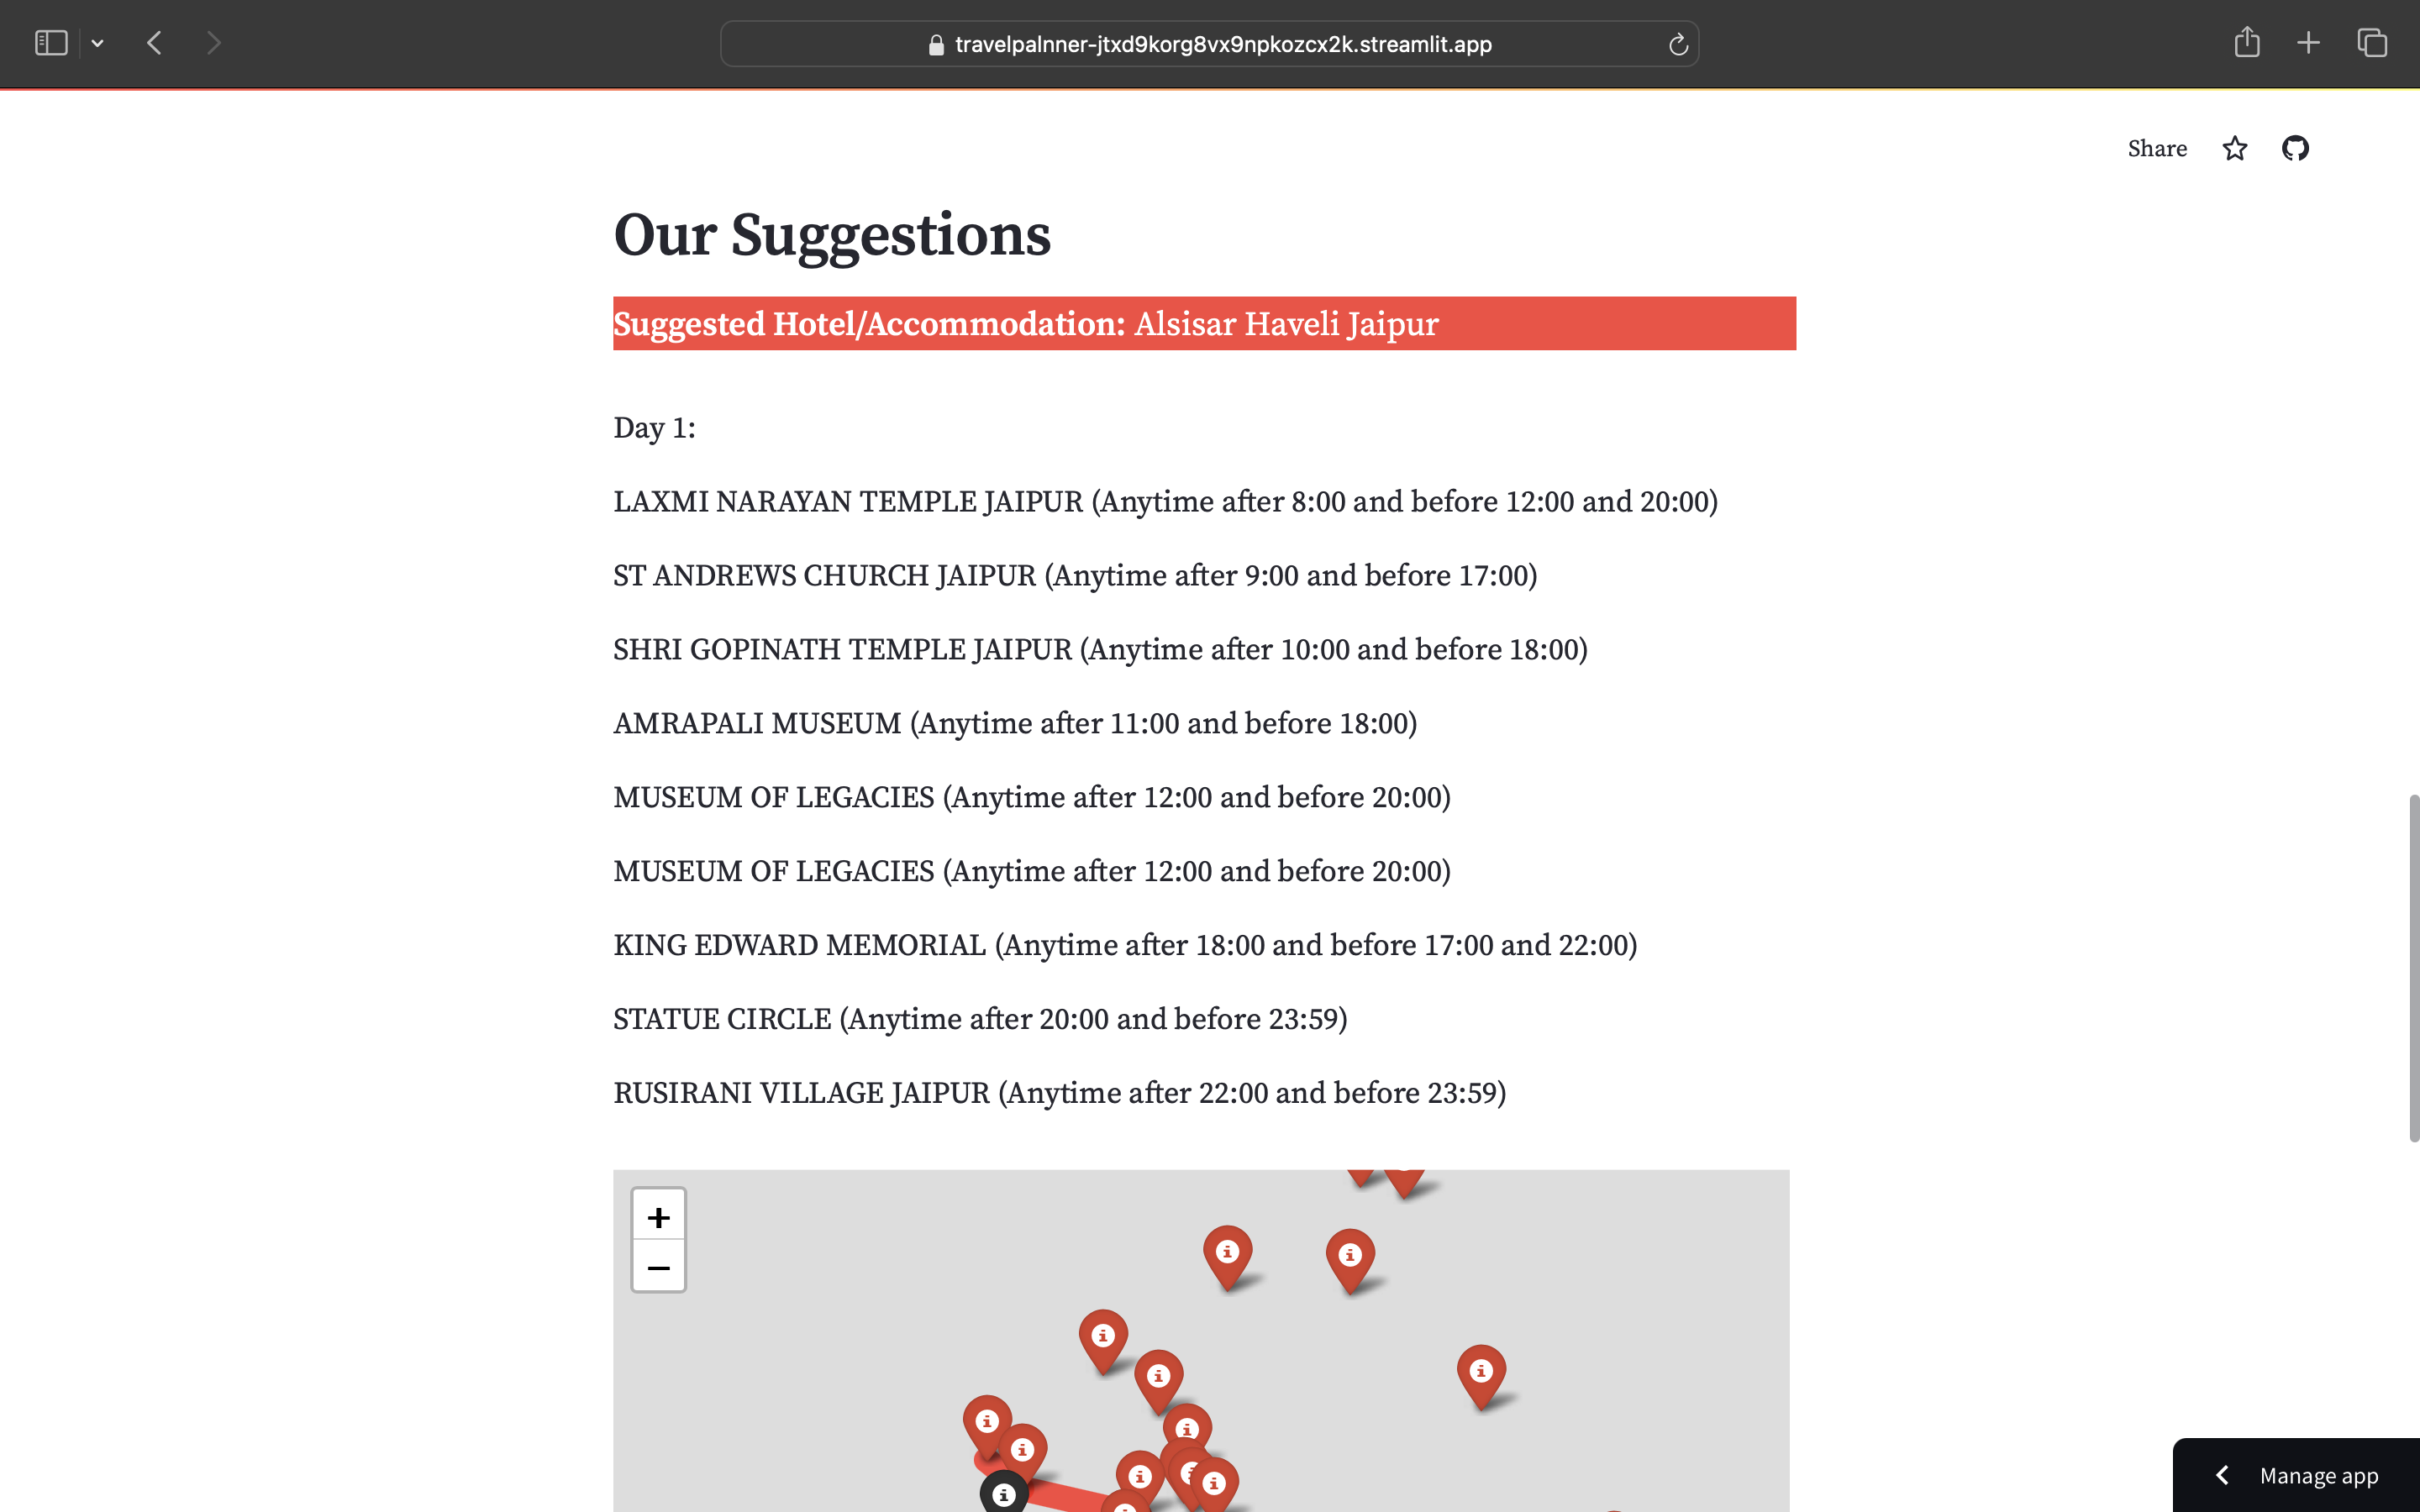 travelpalnner-jtxd9korg8vx9npkozcx2k.streamlit.app
Share
Our Suggestions
Suggested Hotel/Accommodation: Alsisar Haveli Jaipur
Day 1:
LAXMI NARAYAN TEMPLE JAIPUR (Anytime after 8:00 and before 12:00 and 20:00)
ST ANDREWS CHURCH JAIPUR (Anytime after 9:00 and before 17:00)
SHRI GOPINATH TEMPLE JAIPUR (Anytime after 10:00 and before 18:00)
AMRAPALI MUSEUM (Anytime after 11:00 and before 18:00)
MUSEUM OF LEGACIES (Anytime after 12:00 and before 20:00)
MUSEUM OF LEGACIES (Anytime after 12:00 and before 20:00)
KING EDWARD MEMORIAL (Anytime after 18:00 and before 17:00 and 22:00)
STATUE CIRCLE (Anytime after 20:00 and before 23:59)
RUSIRANI VILLAGE JAIPUR (Anytime after 22:00 and before 23:59)
+
−
Manage app